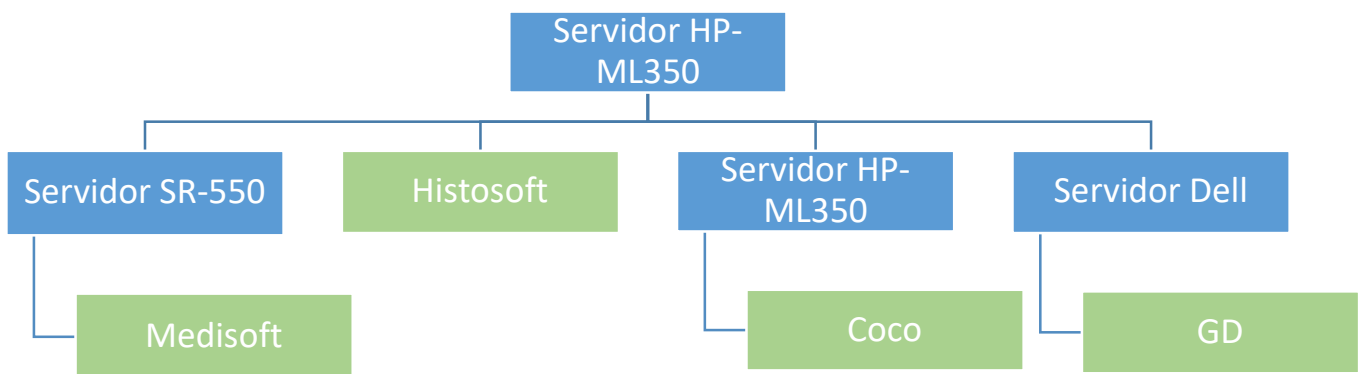 Servidor HP-
ML350
Servidor SR-550
Histosoft
Servidor HP-
ML350
Servidor Dell
Medisoft
Coco
GD